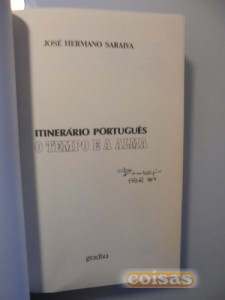 JOSÉ HERMANO SARAIVA
ITINERÁRIO PORTUGUÊS
O TEMPO E A ALMA
gradiva
coisas